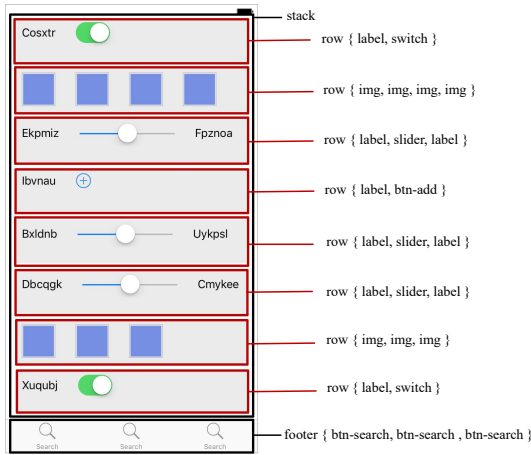 stack
Cosxtr
row { label, switch }
row { img, img, img, img }
Ekpmiz Fpznoa
row { label, slider, label }
Ibvnau
row { label, btn-add }
Bxldnb Uykpsl
row { label, slider, label }
Dbcqgk Cmykee
row { label, slider, label }
row { img, img, img }
Xuqubj
row { label, switch }
footer { btn-search, btn-search , btn-search }
Search Search Search